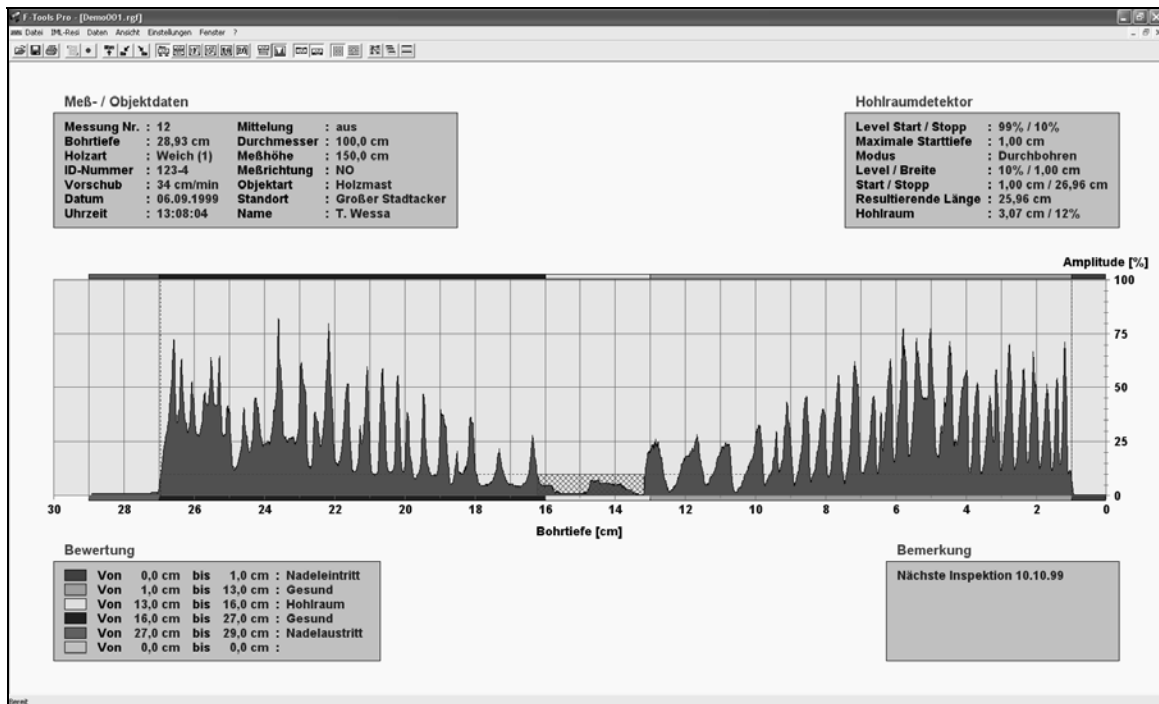 F-Tools Pro - [Demo001.rgf]
Datei IML-Resi Daten Ansicht Einstellungen Fenster ?
Meß- / Objektdaten
Messung Nr. : 12 Mittelung : aus
Bohrtiefe : 28,93 cm Durchmesser : 100,0 cm
Holzart : Weich (1) Meßhöhe : 150,0 cm
ID-Nummer : 123-4 Meßrichtung : NO
Vorschub : 34 cm/min Objektart : Holzmast
Datum : 06.09.1999 Standort : Großer Stadtacker
Uhrzeit : 13:08:04 Name : T. Wessa
Hohlraumdetektor
Level Start / Stopp : 99% / 10%
Maximale Starttiefe : 1,00 cm
Modus : Durchbohren
Level / Breite : 10% / 1,00 cm
Start / Stopp : 1,00 cm / 26,96 cm
Resultierende Länge : 25,96 cm
Hohlraum : 3,07 cm / 12%
Amplitude [%]
100
75
50
25
0
30 28 26 24 22 20 18 16 14 12 10 8 6 4 2 0
Bohrtiefe [cm]
Bewertung
Von 0,0 cm bis 1,0 cm : Nadeleintritt
Von 1,0 cm bis 13,0 cm : Gesund
Von 13,0 cm bis 16,0 cm : Hohlraum
Von 16,0 cm bis 27,0 cm : Gesund
Von 27,0 cm bis 29,0 cm : Nadelaustritt
Von 0,0 cm bis 0,0 cm :
Bemerkung
Nächste Inspektion 10.10.99
Bereit